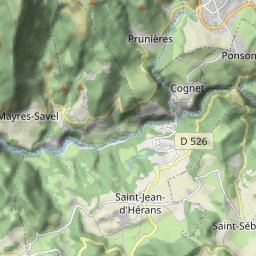 Prunières
Ponson
Cognet
Mayres-Savel
D 526
Saint-Jean-
d'Hérans
Saint-Séb